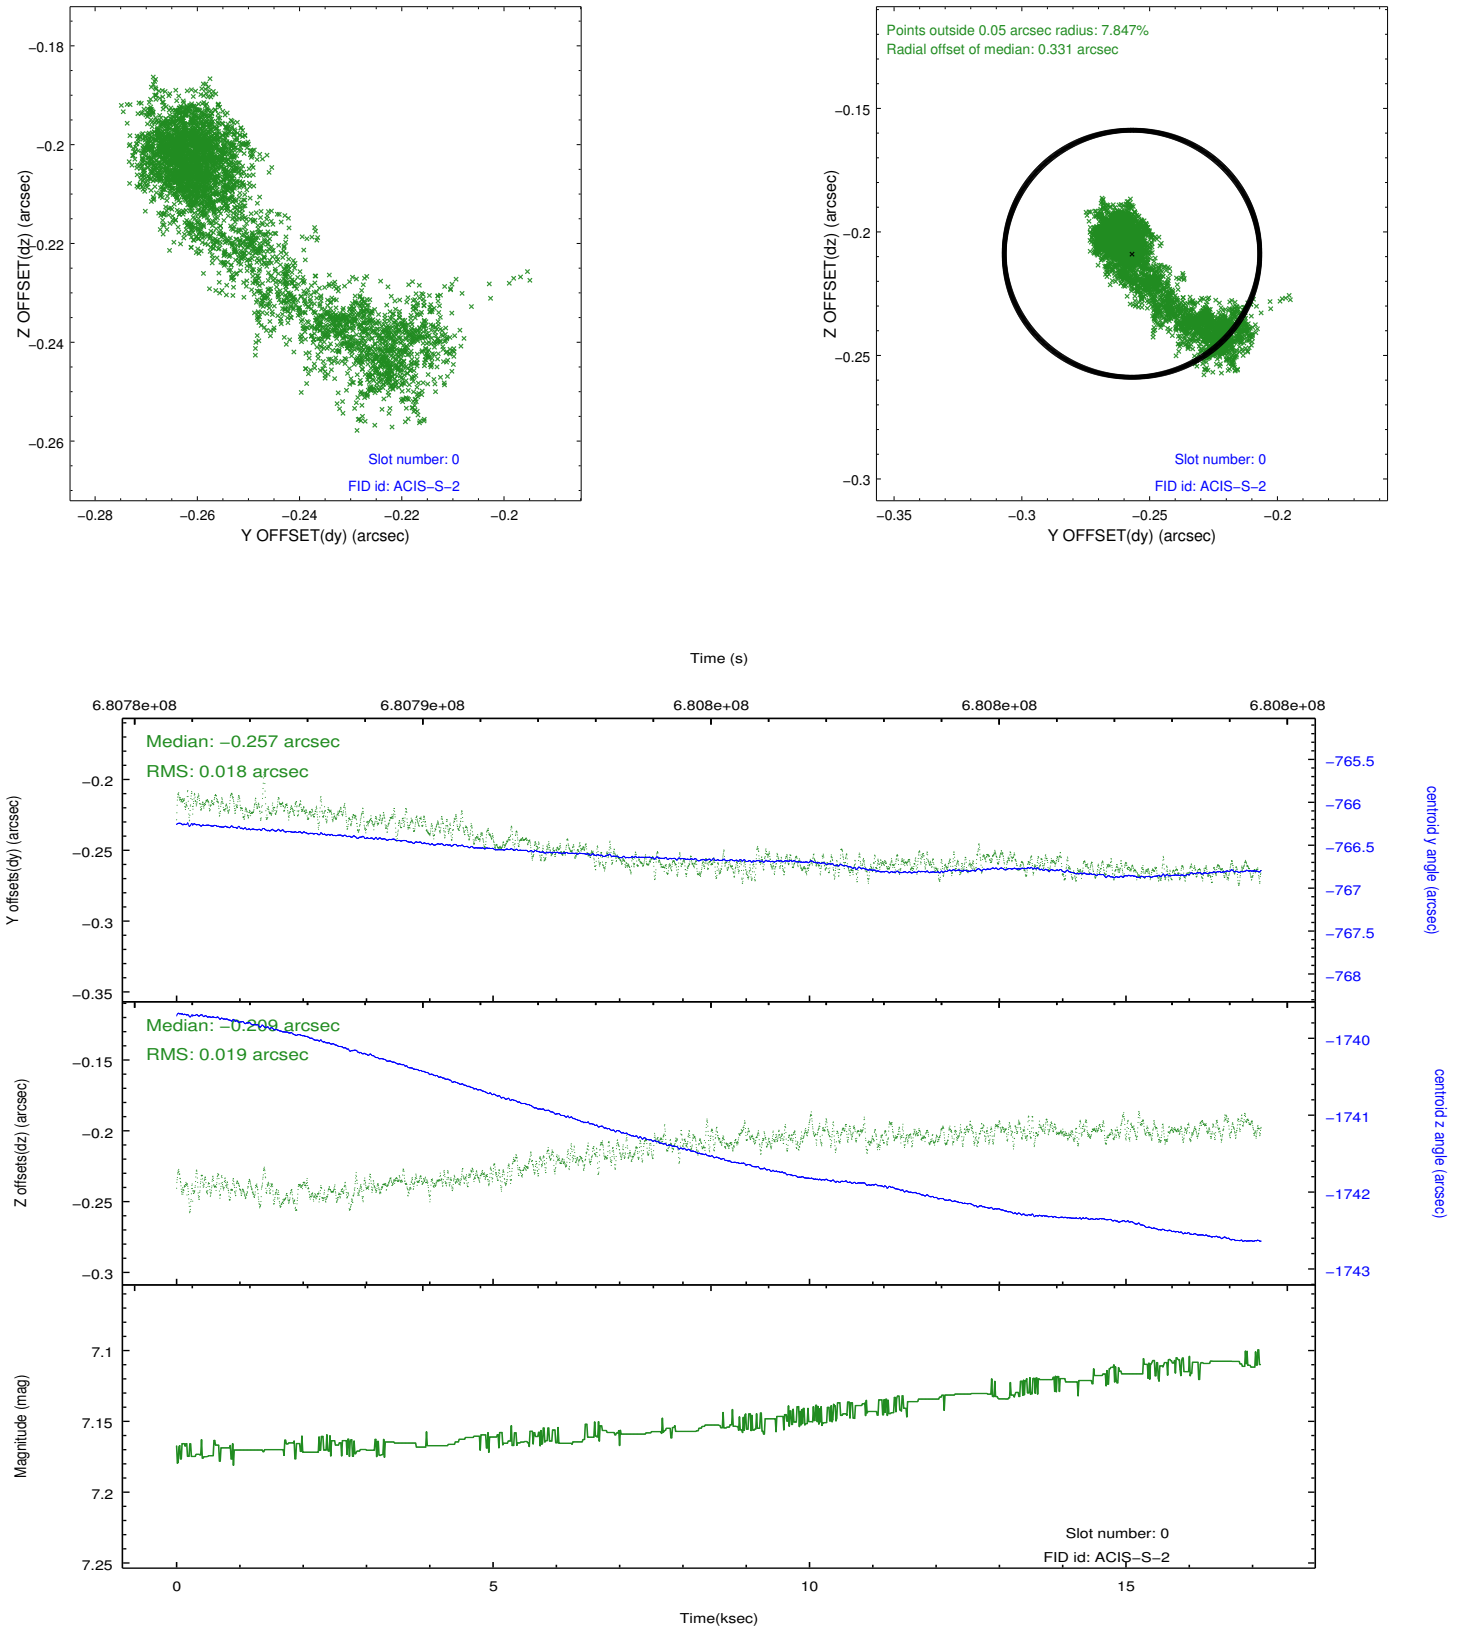 −0.18
−0.2
−0.22
−0.24
−0.26
Z OFFSET(dz) (arcsec)
Slot number: 0
FID id: ACIS−S−2
−0.28
−0.26
−0.24
−0.22
−0.2
Y OFFSET(dy) (arcsec)
Points outside 0.05 arcsec radius: 7.847%
Radial offset of median: 0.331 arcsec
−0.15
−0.2
−0.25
−0.3
Z OFFSET(dz) (arcsec)
Slot number: 0
FID id: ACIS−S−2
−0.35
−0.3
−0.25
−0.2
Y OFFSET(dy) (arcsec)
Time (s)
6.8078e+08
6.8079e+08
6.808e+08
6.808e+08
6.808e+08
Median: −0.257 arcsec
RMS: 0.018 arcsec
−0.2
−0.25
−0.3
−0.35
Y offsets(dy) (arcsec)
−765.5
−766
−766.5
−767
−767.5
−768
centroid y angle (arcsec)
Median: −0.209 arcsec
RMS: 0.019 arcsec
−0.15
−0.2
−0.25
−0.3
Z offsets(dz) (arcsec)
−1740
−1741
−1742
−1743
centroid z angle (arcsec)
7.1
7.15
7.2
7.25
Magnitude (mag)
Slot number: 0
FID id: ACIS−S−2
0
5
10
15
Time(ksec)